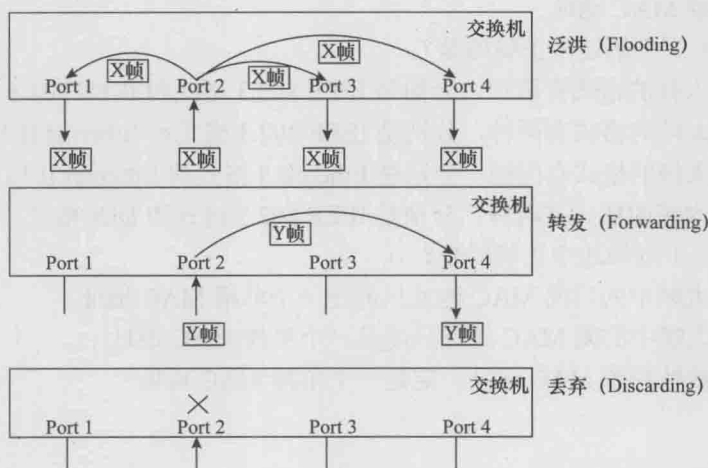 交换机
泛洪（Flooding）
X帧
X帧
X帧
Port 1
Port 2
Port 3
Port 4
X帧
X帧
X帧
X帧
交换机
转发（Forwarding）
Y帧
Port 1
Port 2
Port 3
Port 4
Y帧
Y帧
交换机
丢弃（Discarding）
Port 1
Port 2
Port 3
Port 4